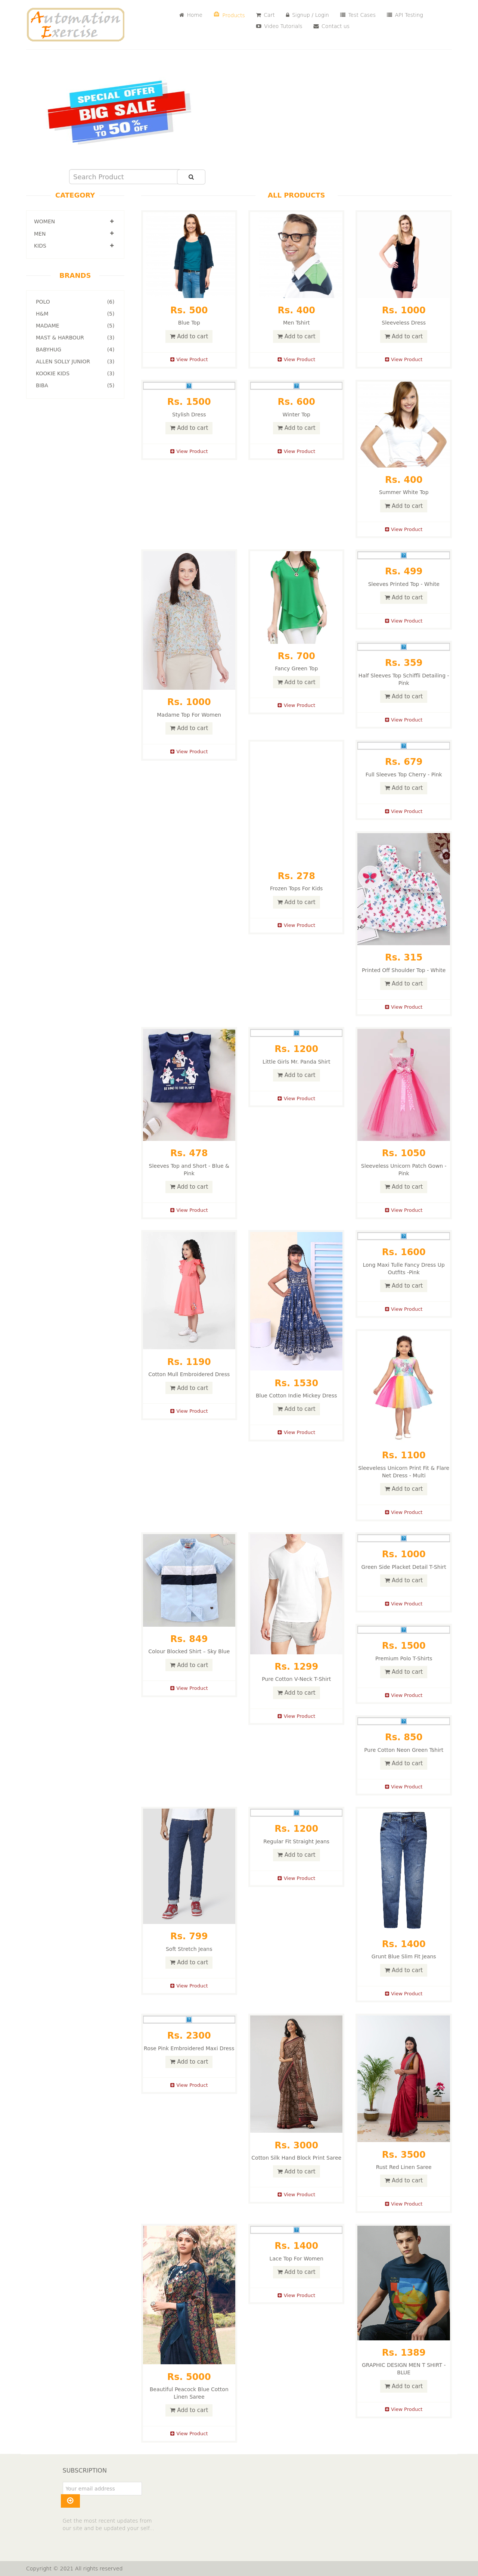 Automation
Exercise
Home
Products
Cart
Signup / Login
Test Cases
API Testing
Video Tutorials
Contact us
SPECIAL OFFER
BIG SALE
UP TO 50% OFF
Search Product
CATEGORY
WOMEN
MEN
KIDS
BRANDS
POLO (6)
H&M (5)
MADAME (5)
MAST & HARBOUR (3)
BABYHUG (4)
ALLEN SOLLY JUNIOR (3)
KOOKIE KIDS (3)
BIBA (5)
ALL PRODUCTS
Rs. 500
Blue Top
Add to cart
View Product
Rs. 400
Men Tshirt
Add to cart
View Product
Rs. 1000
Sleeveless Dress
Add to cart
View Product
Rs. 1500
Stylish Dress
Add to cart
View Product
Rs. 600
Winter Top
Add to cart
View Product
Rs. 400
Summer White Top
Add to cart
View Product
Rs. 1000
Madame Top For Women
Add to cart
View Product
Rs. 700
Fancy Green Top
Add to cart
View Product
Rs. 499
Sleeves Printed Top - White
Add to cart
View Product
Rs. 359
Half Sleeves Top Schiffli Detailing -
Pink
Add to cart
View Product
Rs. 278
Frozen Tops For Kids
Add to cart
View Product
Rs. 679
Full Sleeves Top Cherry - Pink
Add to cart
View Product
Rs. 315
Printed Off Shoulder Top - White
Add to cart
View Product
Rs. 478
Sleeves Top and Short - Blue &
Pink
Add to cart
View Product
Rs. 1200
Little Girls Mr. Panda Shirt
Add to cart
View Product
Rs. 1050
Sleeveless Unicorn Patch Gown -
Pink
Add to cart
View Product
Rs. 1190
Cotton Mull Embroidered Dress
Add to cart
View Product
Rs. 1530
Blue Cotton Indie Mickey Dress
Add to cart
View Product
Rs. 1600
Long Maxi Tulle Fancy Dress Up
Outfits -Pink
Add to cart
View Product
Rs. 1100
Sleeveless Unicorn Print Fit & Flare
Net Dress - Multi
Add to cart
View Product
Rs. 849
Colour Blocked Shirt – Sky Blue
Add to cart
View Product
Rs. 1299
Pure Cotton V-Neck T-Shirt
Add to cart
View Product
Rs. 1000
Green Side Placket Detail T-Shirt
Add to cart
View Product
Rs. 1500
Premium Polo T-Shirts
Add to cart
View Product
Rs. 850
Pure Cotton Neon Green Tshirt
Add to cart
View Product
Rs. 799
Soft Stretch Jeans
Add to cart
View Product
Rs. 1200
Regular Fit Straight Jeans
Add to cart
View Product
Rs. 1400
Grunt Blue Slim Fit Jeans
Add to cart
View Product
Rs. 2300
Rose Pink Embroidered Maxi Dress
Add to cart
View Product
Rs. 3000
Cotton Silk Hand Block Print Saree
Add to cart
View Product
Rs. 3500
Rust Red Linen Saree
Add to cart
View Product
Rs. 5000
Beautiful Peacock Blue Cotton
Linen Saree
Add to cart
View Product
Rs. 1400
Lace Top For Women
Add to cart
View Product
Rs. 1389
GRAPHIC DESIGN MEN T SHIRT -
BLUE
Add to cart
View Product
SUBSCRIPTION
Your email address
Get the most recent updates from
our site and be updated your self.
Copyright © 2021 All rights reserved